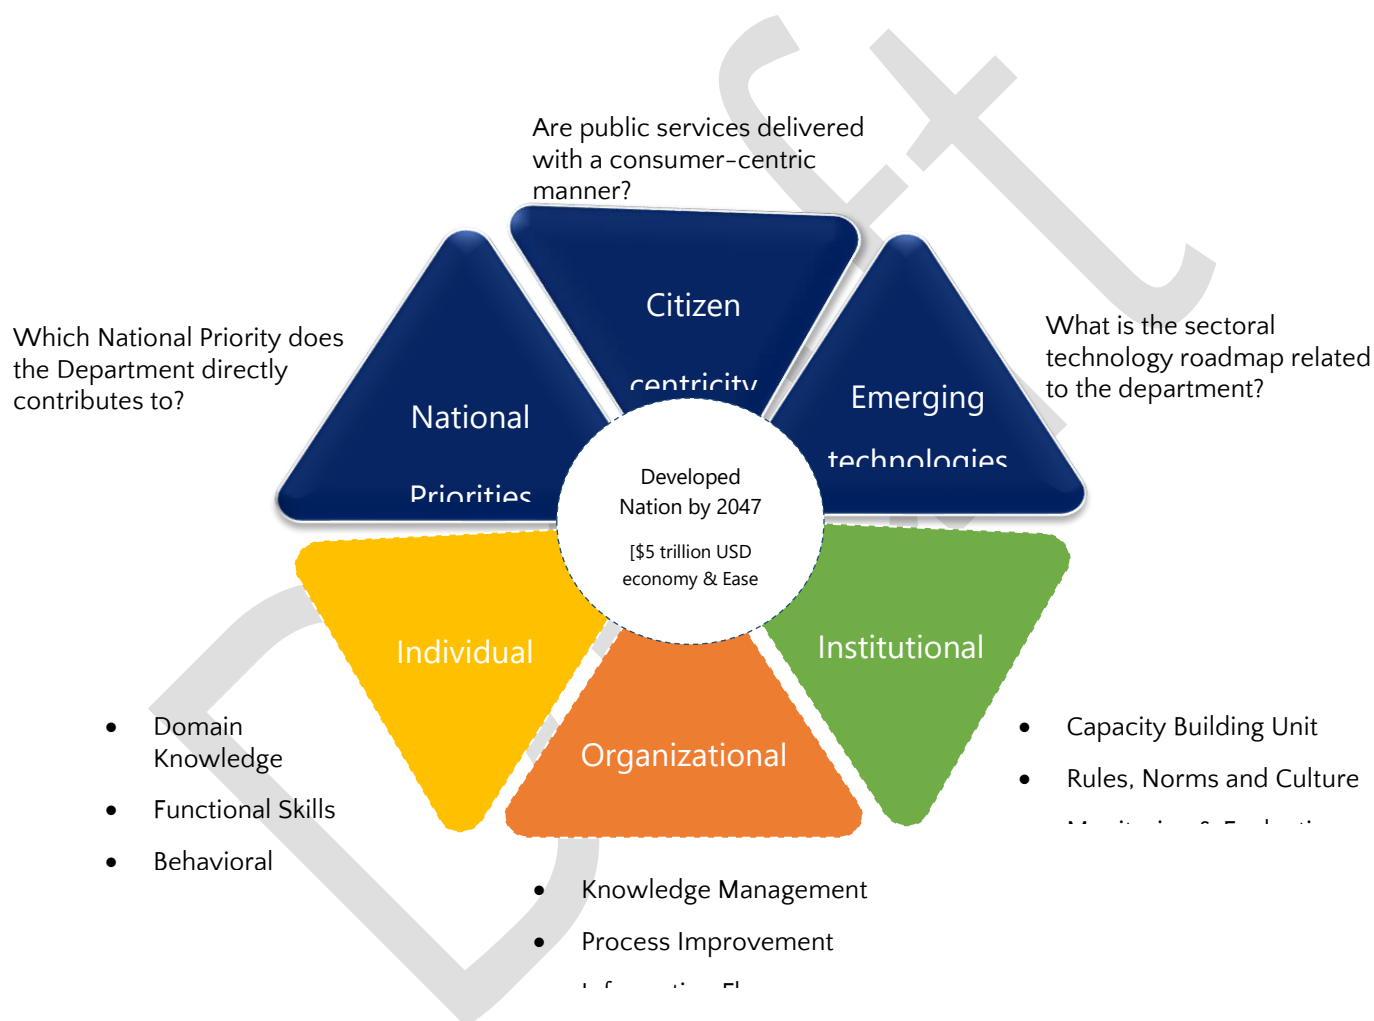 Are public services delivered
with a consumer-centric
manner?
Citizen
centricity
Which National Priority does
the Department directly
contributes to?
National
Priorities
What is the sectoral
technology roadmap related
to the department?
Emerging
technologies
Developed
Nation by 2047
[$5 trillion USD
economy & Ease
Individual
Institutional
Organizational
• Domain
Knowledge
• Functional Skills
• Behavioral
• Capacity Building Unit
• Rules, Norms and Culture
• Knowledge Management
• Process Improvement